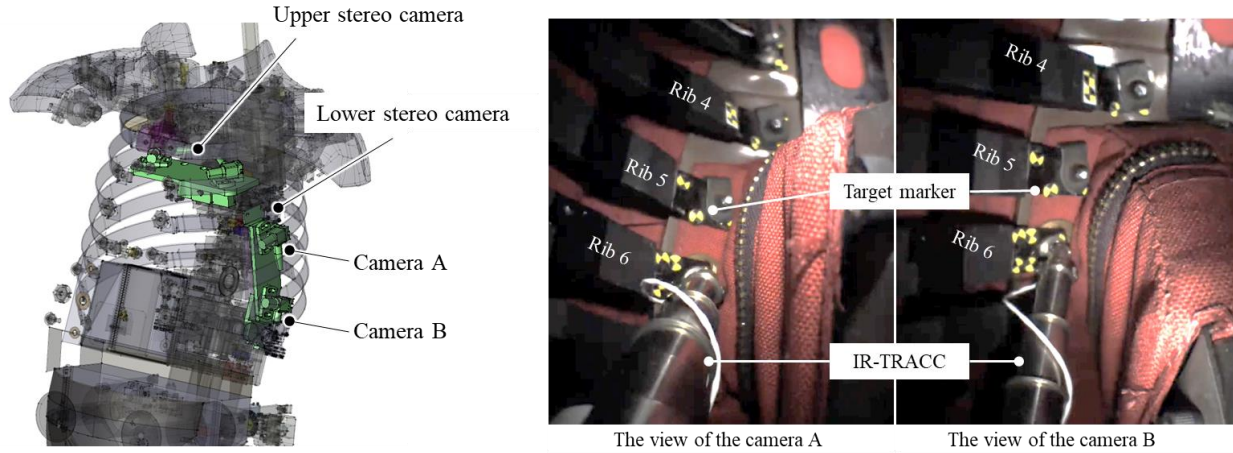 Upper stereo camera
Lower stereo camera
Camera A
Camera B
Rib 4
Rib 5
Rib 6
Rib 4
Rib 5
Rib 6
Target marker
IR-TRACC
The view of the camera A
The view of the camera B